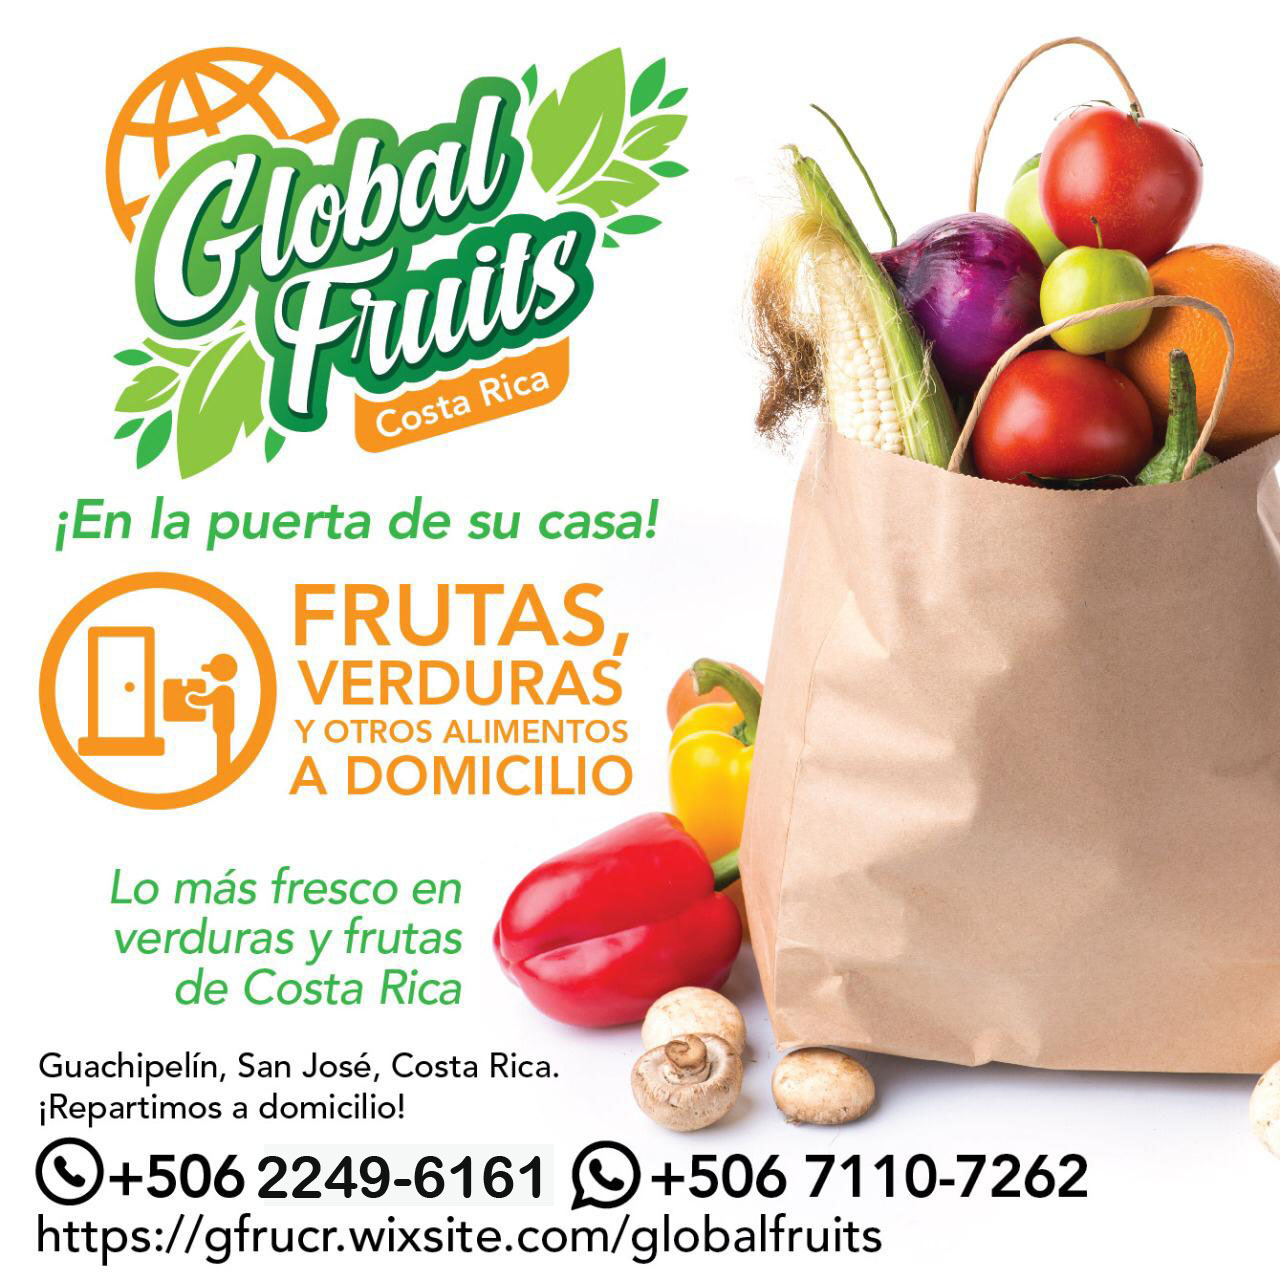 Global
Fruits
Costa Rica
¡En la puerta de su casa!
FRUTAS,
VERDURAS
Y OTROS ALIMENTOS
A DOMICILIO
Lo más fresco en
verduras y frutas
de Costa Rica
Guachipelín, San José, Costa Rica.
¡Repartimos a domicilio!
+506 2249-6161 +506 7110-7262
https://gfrucr.wixsite.com/globalfruits